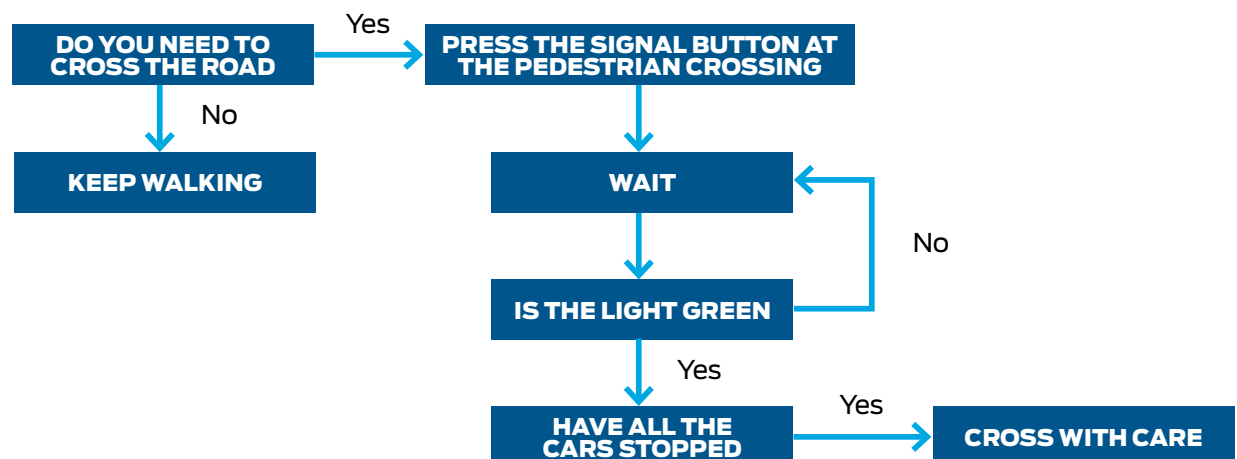 Yes
DO YOU NEED TO
CROSS THE ROAD
PRESS THE SIGNAL BUTTON AT
THE PEDESTRIAN CROSSING
No
KEEP WALKING
WAIT
No
IS THE LIGHT GREEN
Yes
Yes
HAVE ALL THE
CARS STOPPED
CROSS WITH CARE